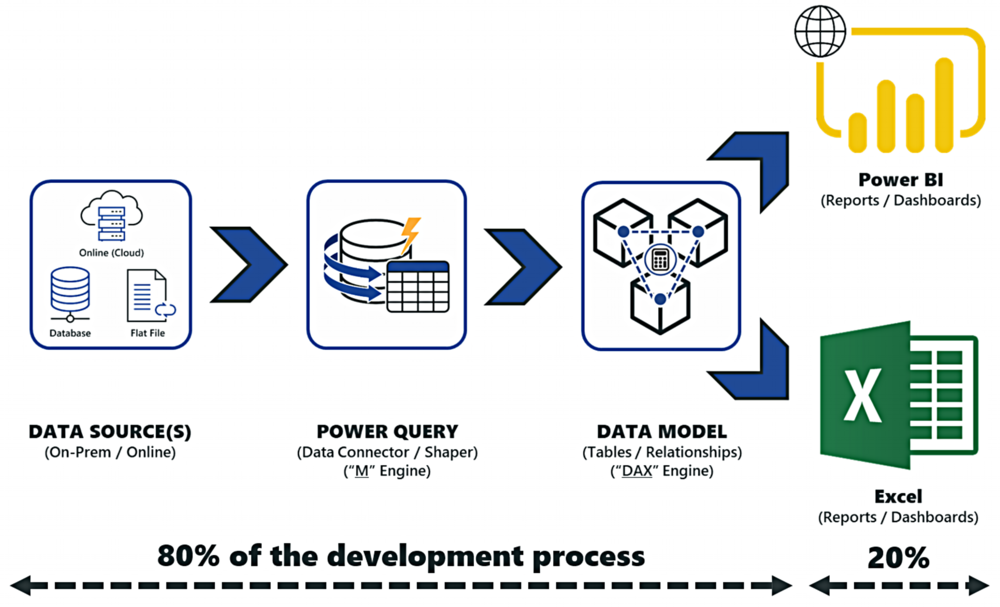 Online (Cloud)
Database
Flat File
DATA SOURCE(S)
(On-Prem / Online)
POWER QUERY
(Data Connector / Shaper)
("M" Engine)
DATA MODEL
(Tables / Relationships)
("DAX" Engine)
Power BI
(Reports / Dashboards)
X
Excel
(Reports / Dashboards)
80% of the development process
20%